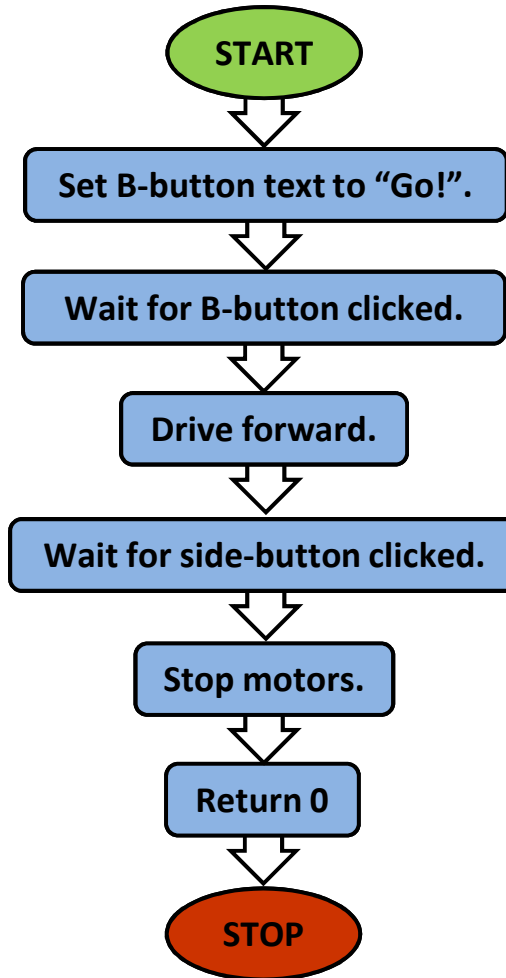 START
Set B-button text to “Go!”.
Wait for B-button clicked.
Drive forward.
Wait for side-button clicked.
Stop motors.
Return 0
STOP